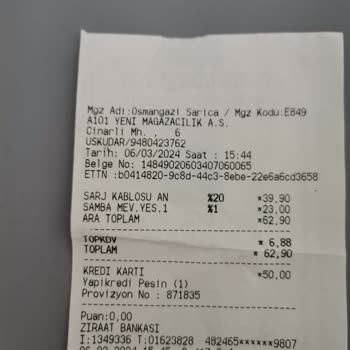 Mgz Adi:Osmangazi Sarica / Mgz Kodu:E849
A101 YENI MAGAZACILIK A.S.
Cinarli Mh. , 6
USKUDAR/9480423762
Tarih: 06/03/2024 Saat : 15:44
Belge No: 14849020603407060065
ETTN :b0414820-9c8d-44c3-8ebe-22e6a6cd3658
SARJ KABLOSU AN %20 *39,90
SAMBA MEV.YES.1 %1 *23,00
ARA TOPLAM *62,90
TOPKDV * 6,88
TOPLAM * 62,90
KREDI KARTI *50,00
Yapikredi Pesin (1)
Provizyon No : 871835
Puan:0,00
ZIRAAT BANKASI
I:1349336 T:01623828 482465******9807